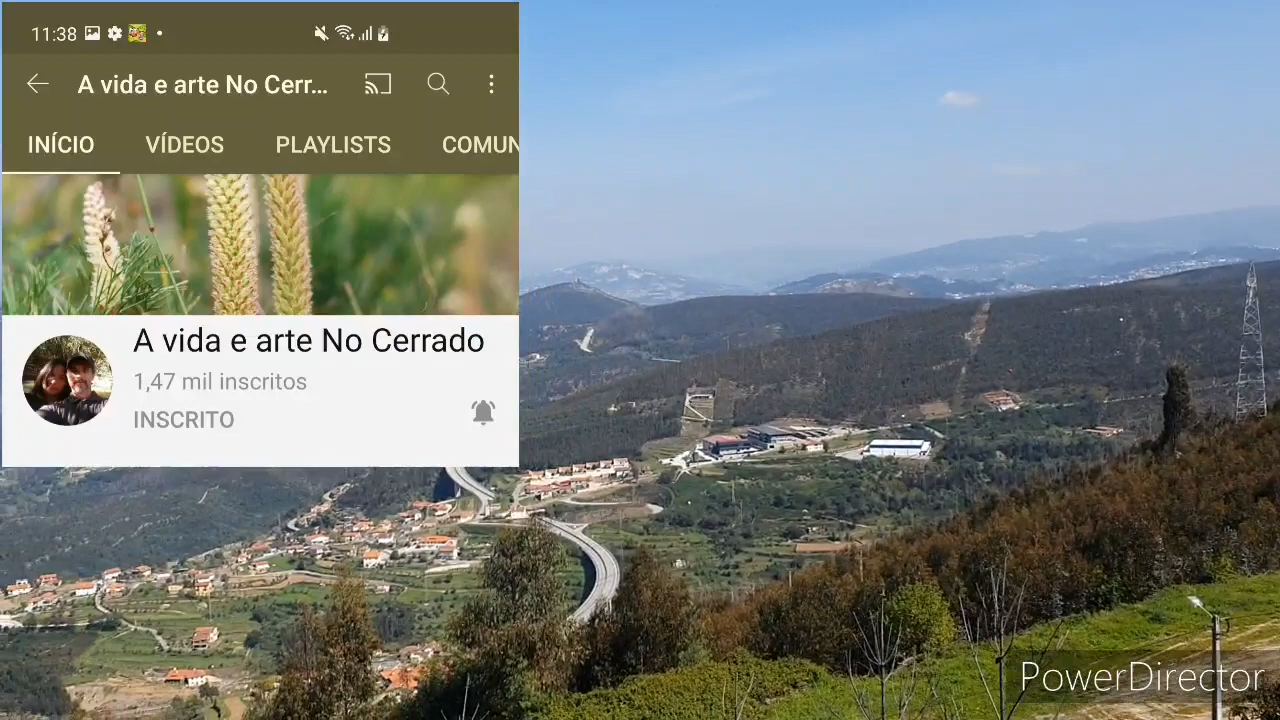 11:38
A vida e arte No Cerr...
INÍCIO VÍDEOS PLAYLISTS COMUN
A vida e arte No Cerrado
1,47 mil inscritos
INSCRITO
PowerDirector